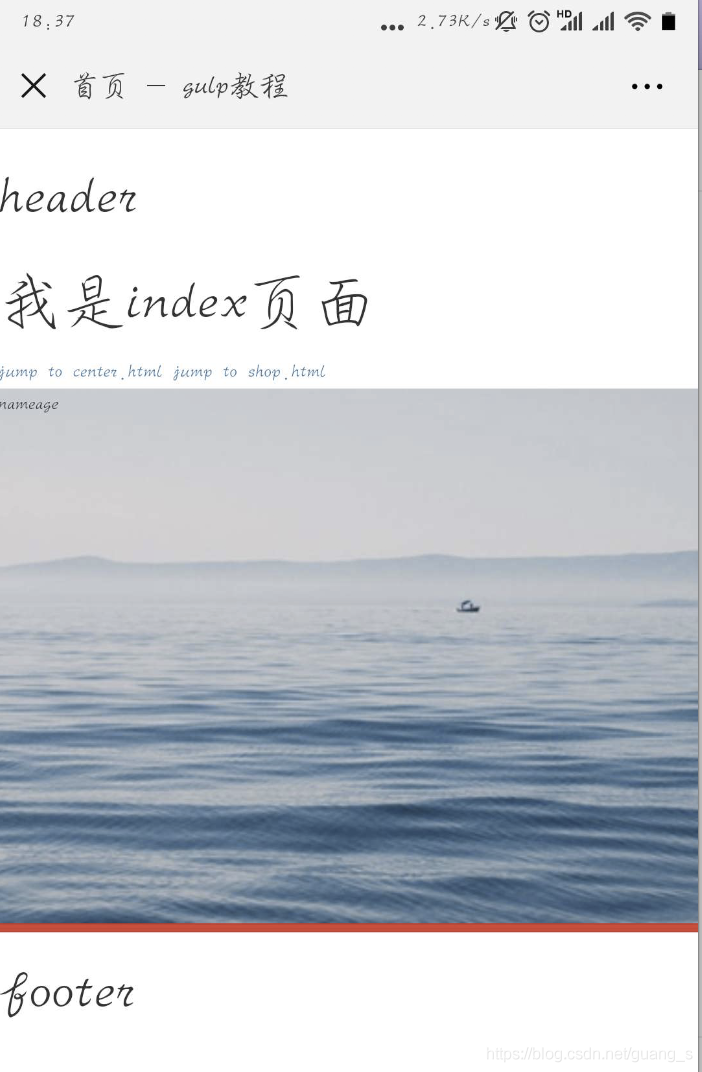 18:37 ... 2.73K/s HD
首页 — gulp教程
header
我是index页面
jump to center.html jump to shop.html
nameage
footer
https://blog.csdn.net/guang_s